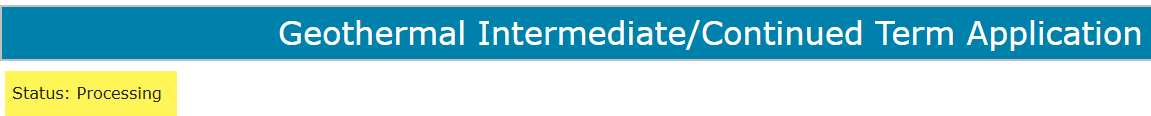 Geothermal Intermediate/Continued Term Application
Status: Processing